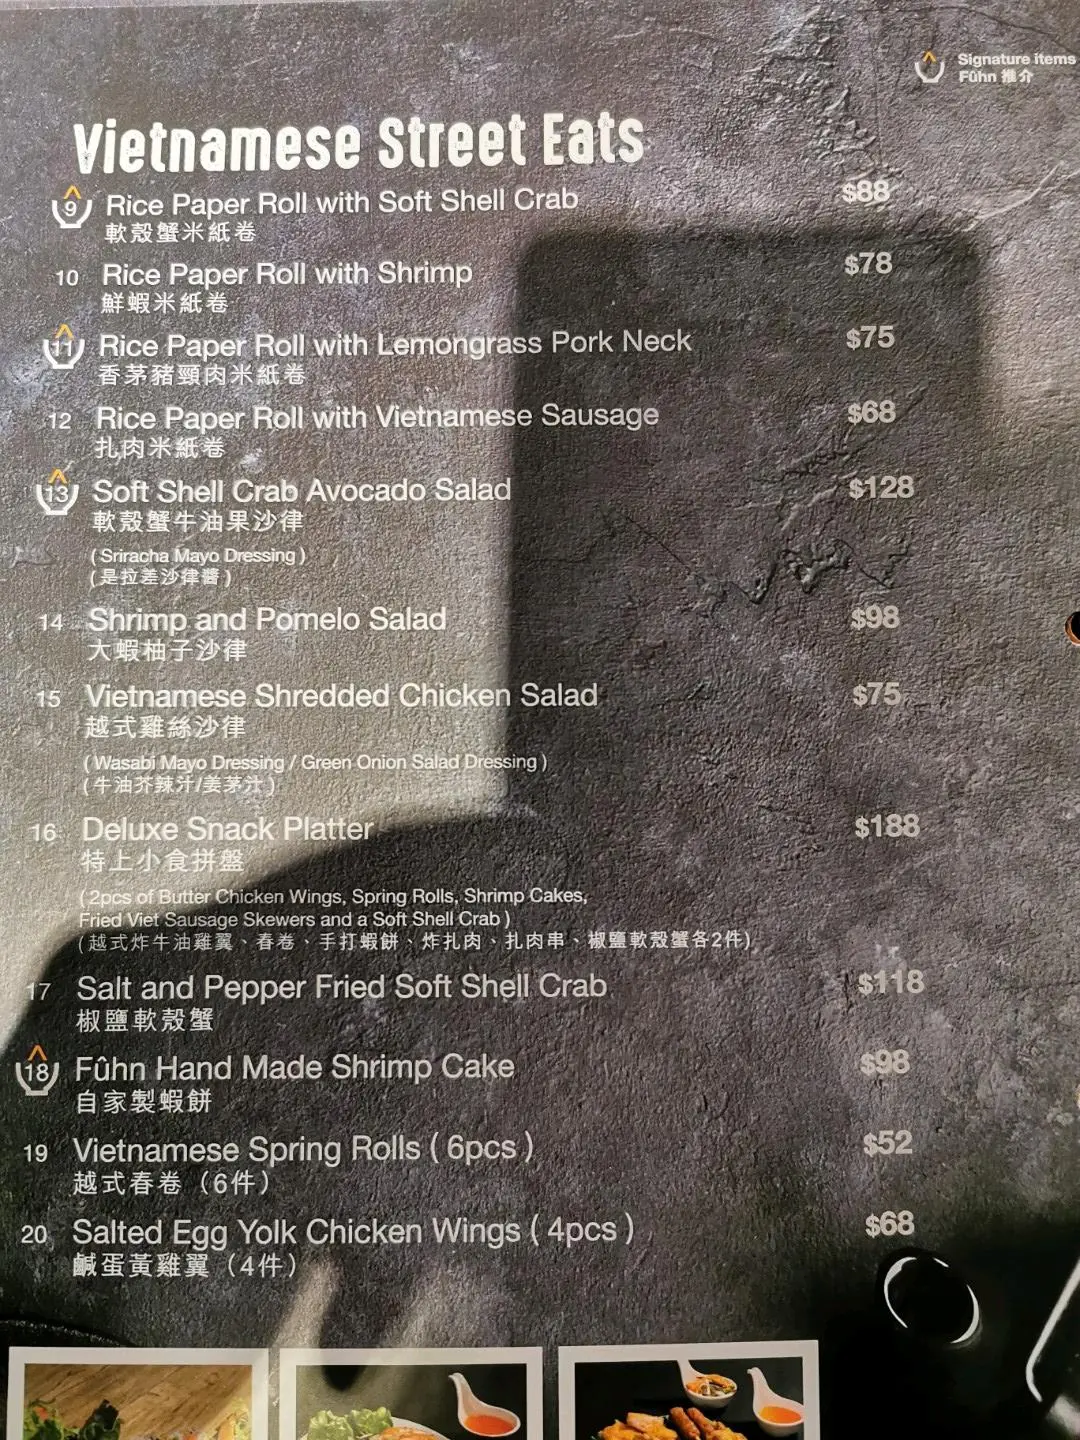 Signature items
Fûhn 推介
Vietnamese Street Eats
9 Rice Paper Roll with Soft Shell Crab $88
軟殼蟹米紙卷
10 Rice Paper Roll with Shrimp $78
鮮蝦米紙卷
11 Rice Paper Roll with Lemongrass Pork Neck $75
香茅豬頸肉米紙卷
12 Rice Paper Roll with Vietnamese Sausage $68
扎肉米紙卷
13 Soft Shell Crab Avocado Salad $128
軟殼蟹牛油果沙律
( Sriracha Mayo Dressing )
( 是拉差沙律醬 )
14 Shrimp and Pomelo Salad $98
大蝦柚子沙律
15 Vietnamese Shredded Chicken Salad $75
越式雞絲沙律
( Wasabi Mayo Dressing / Green Onion Salad Dressing )
( 牛油芥辣汁/姜茅汁 )
16 Deluxe Snack Platter $188
特上小食拼盤
( 2pcs of Butter Chicken Wings, Spring Rolls, Shrimp Cakes,
Fried Viet Sausage Skewers and a Soft Shell Crab )
( 越式炸牛油雞翼、春卷、手打蝦餅、炸扎肉、扎肉串、椒鹽軟殼蟹各2件)
17 Salt and Pepper Fried Soft Shell Crab $118
椒鹽軟殼蟹
18 Fûhn Hand Made Shrimp Cake $98
自家製蝦餅
19 Vietnamese Spring Rolls ( 6pcs ) $52
越式春卷（6件）
20 Salted Egg Yolk Chicken Wings ( 4pcs ) $68
鹹蛋黃雞翼（4件）